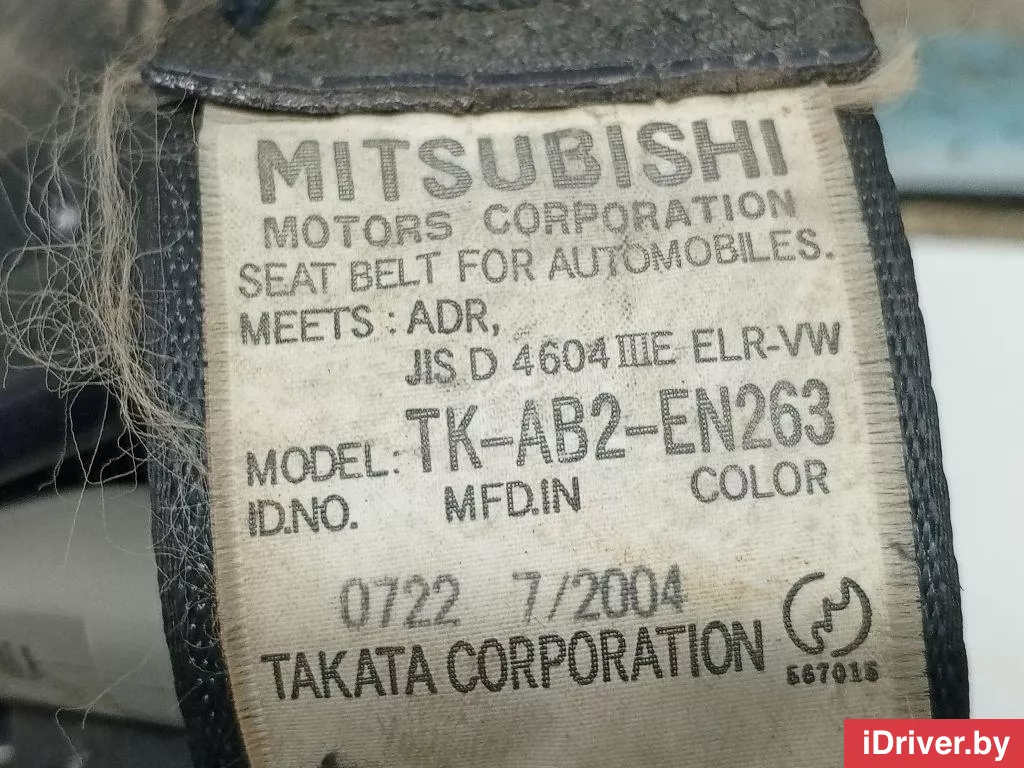 MITSUBISHI
MOTORS CORPORATION
SEAT BELT FOR AUTOMOBILES.
MEETS : ADR,
JIS D 4604 IIIE ELR-VW
MODEL: TK-AB2-EN263
ID.NO. MFD.IN COLOR
0722 7/2004
TAKATA CORPORATION
567015
iDriver.by